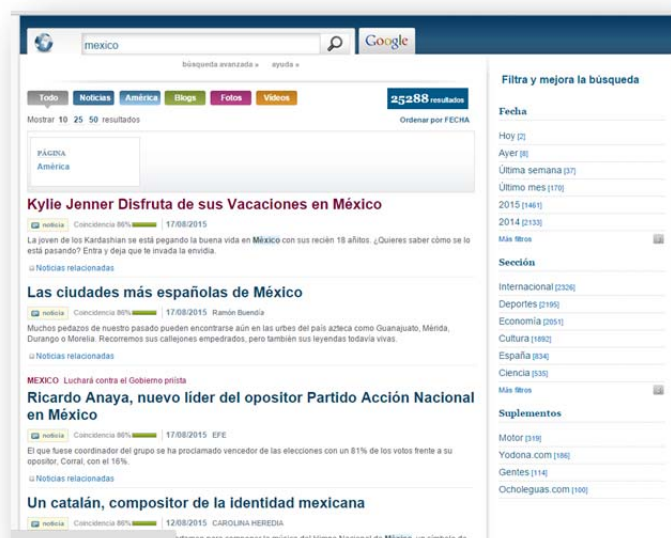 mexico
Google
búsqueda avanzada » ayuda »
Todo Noticias América Blogs Fotos Vídeos
25288 resultados
Mostrar 10 25 50 resultados
Ordenar por FECHA
PÁGINA
América
Kylie Jenner Disfruta de sus Vacaciones en México
noticia Coincidencia 86% 17/08/2015
La joven de los Kardashian se está pegando la buena vida en México con sus recién 18 añitos. ¿Quieres saber cómo se lo
está pasando? Entra y deja que te invada la envidia.
Noticias relacionadas
Las ciudades más españolas de México
noticia Coincidencia 86% 17/08/2015 Ramón Buendía
Muchos pedazos de nuestro pasado pueden encontrarse aún en las urbes del país azteca como Guanajuato, Mérida,
Durango o Morelia. Recorremos sus callejones empedrados, pero también sus leyendas todavía vivas.
Noticias relacionadas
MEXICO Luchará contra el Gobierno priísta
Ricardo Anaya, nuevo líder del opositor Partido Acción Nacional
en México
noticia Coincidencia 86% 17/08/2015 EFE
El que fuese coordinador del grupo se ha proclamado vencedor de las elecciones con un 81% de los votos frente a su
opositor, Corral, con el 16%.
Noticias relacionadas
Un catalán, compositor de la identidad mexicana
noticia Coincidencia 86% 12/08/2015 CAROLINA HEREDIA
Filtra y mejora la búsqueda
Fecha
Hoy [2]
Ayer [8]
Última semana [37]
Último mes [170]
2015 [1461]
2014 [2133]
Más filtros
Sección
Internacional [2326]
Deportes [2195]
Economía [2051]
Cultura [1892]
España [834]
Ciencia [535]
Más filtros
Suplementos
Motor [319]
Yodona.com [186]
Gentes [114]
Ocholeguas.com [100]